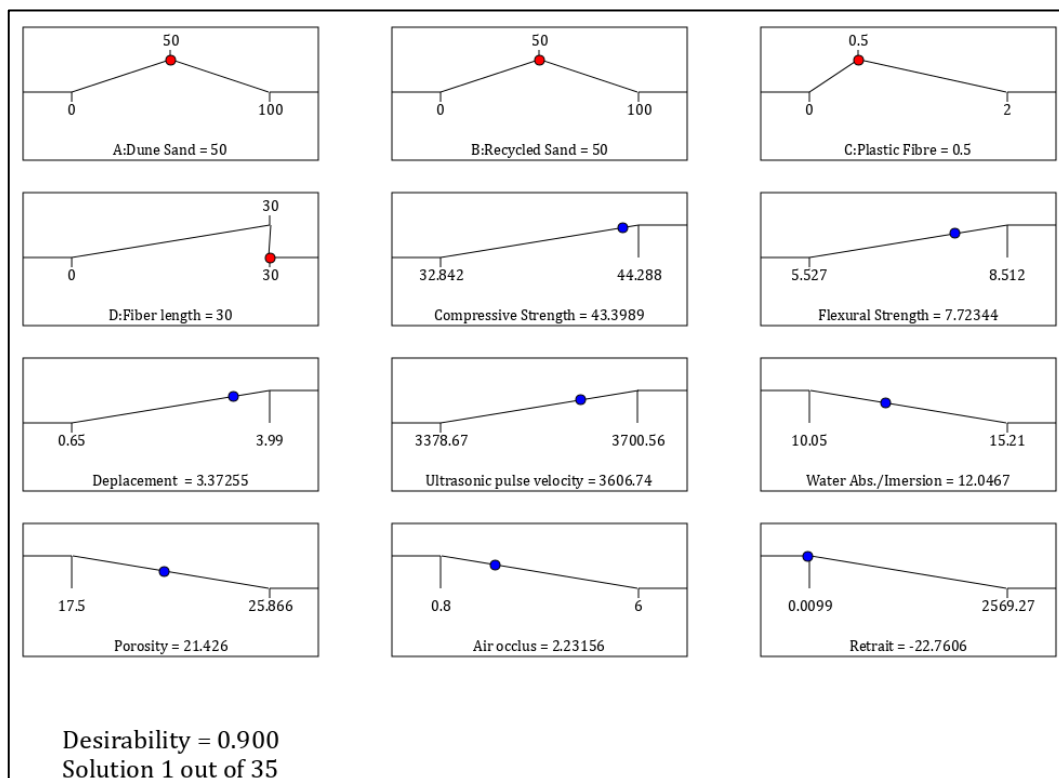 50
0
100
A:Dune Sand = 50
50
0
100
B:Recycled Sand = 50
0.5
0
2
C:Plastic Fibre = 0.5
30
0
30
D:Fiber length = 30
32.842
44.288
Compressive Strength = 43.3989
5.527
8.512
Flexural Strength = 7.72344
0.65
3.99
Deplacement = 3.37255
3378.67
3700.56
Ultrasonic pulse velocity = 3606.74
10.05
15.21
Water Abs./Imersion = 12.0467
17.5
25.866
Porosity = 21.426
0.8
6
Air occlus = 2.23156
0.0099
2569.27
Retrait = -22.7606
Desirability = 0.900
Solution 1 out of 35